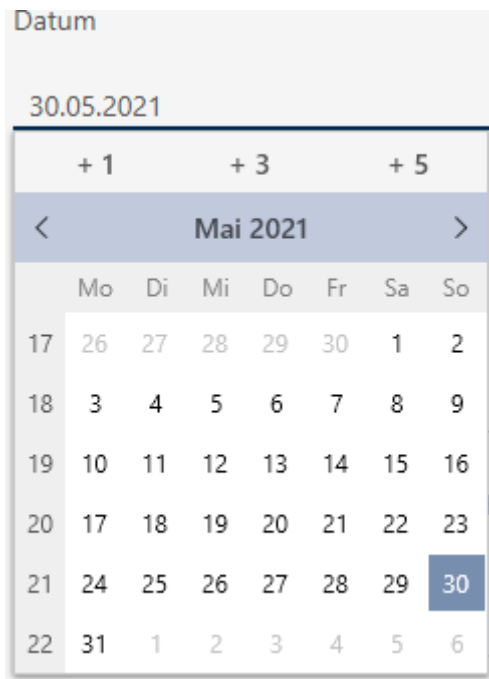 Datum
30.05.2021
+ 1 + 3 + 5
< Mai 2021 >
Mo Di Mi Do Fr Sa So
17 26 27 28 29 30 1 2
18 3 4 5 6 7 8 9
19 10 11 12 13 14 15 16
20 17 18 19 20 21 22 23
21 24 25 26 27 28 29 30
22 31 1 2 3 4 5 6